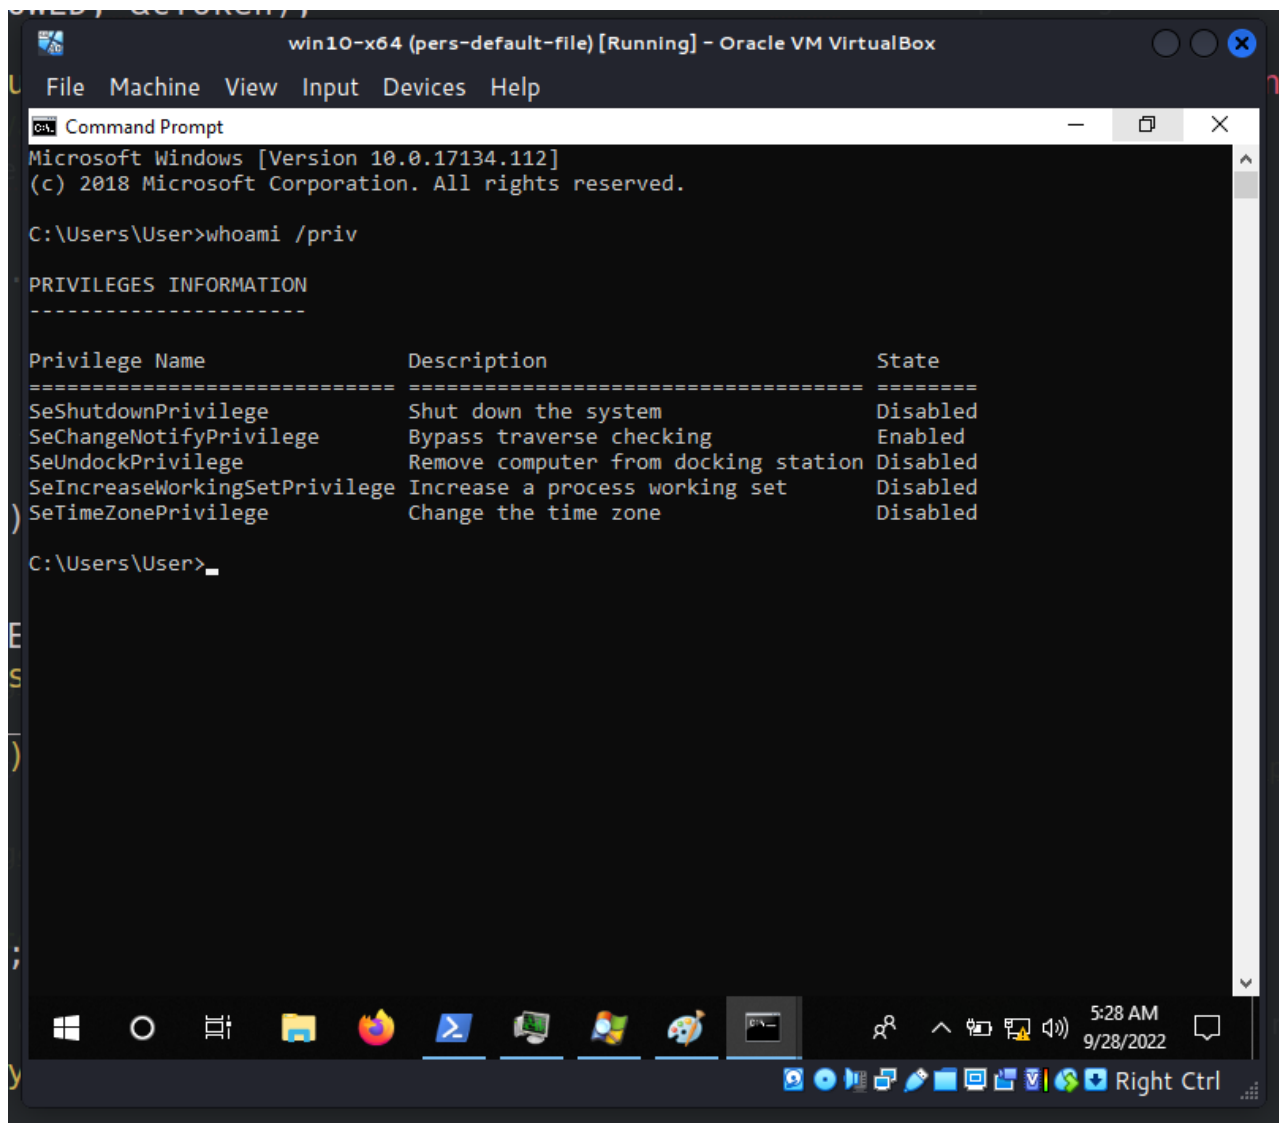 win10-x64 (pers-default-file) [Running] - Oracle VM VirtualBox
File Machine View Input Devices Help
Command Prompt
Microsoft Windows [Version 10.0.17134.112]
(c) 2018 Microsoft Corporation. All rights reserved.
C:\Users\User>whoami /priv
PRIVILEGES INFORMATION
----------------------
Privilege Name Description State
============================= ==================================== ========
SeShutdownPrivilege Shut down the system Disabled
SeChangeNotifyPrivilege Bypass traverse checking Enabled
SeUndockPrivilege Remove computer from docking station Disabled
SeIncreaseWorkingSetPrivilege Increase a process working set Disabled
SeTimeZonePrivilege Change the time zone Disabled
C:\Users\User>
5:28 AM
9/28/2022
Right Ctrl